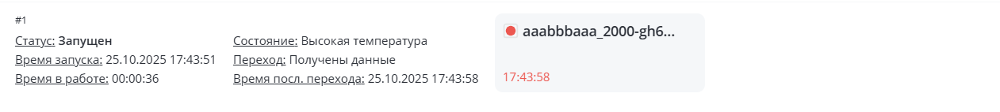 #1
Статус: Запущен
Время запуска: 25.10.2025 17:43:51
Время в работе: 00:00:36
Состояние: Высокая температура
Переход: Получены данные
Время посл. перехода: 25.10.2025 17:43:58
aaabbbaaa_2000-gh6...
17:43:58